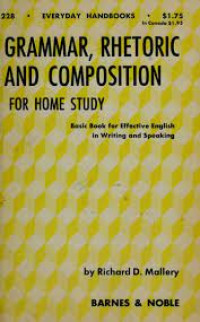 228 • EVERYDAY HANDBOOKS • $1.75
In Canada $1.95
GRAMMAR, RHETORIC
AND COMPOSITION
FOR HOME STUDY
Basic Book for Effective English
in Writing and Speaking
by Richard D. Mallery
BARNES & NOBLE